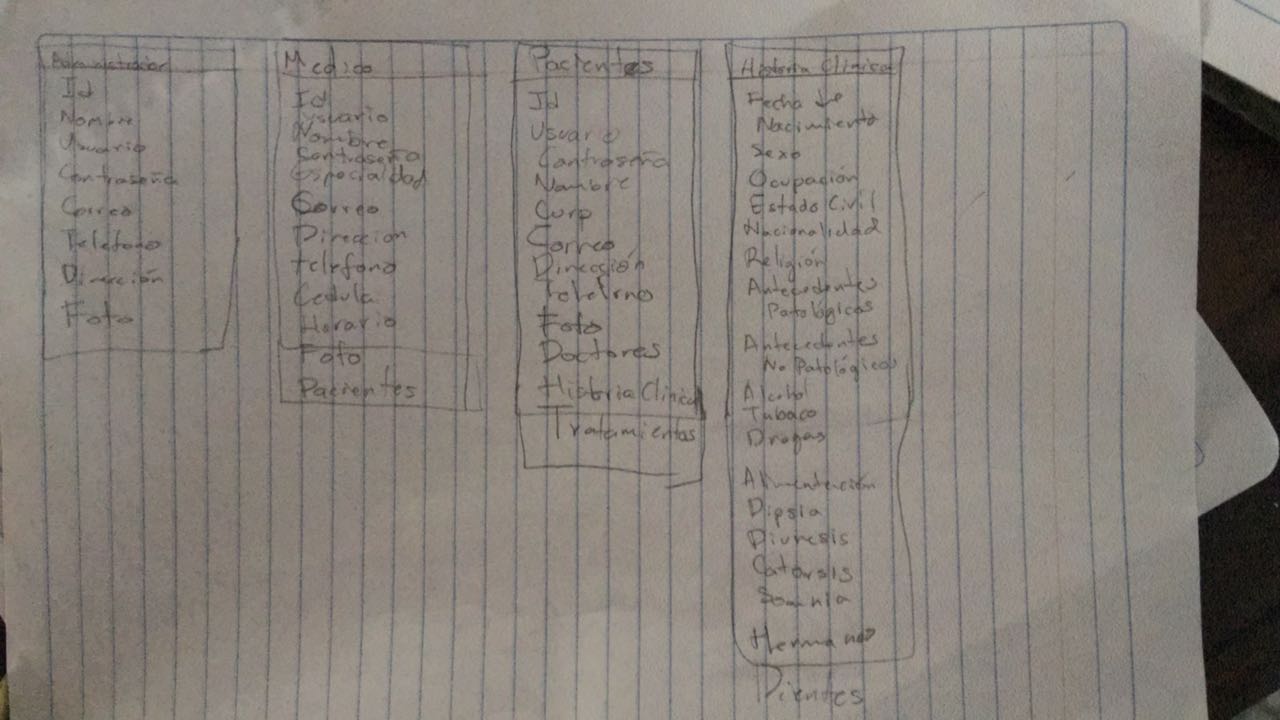 Administrador
Id
Nombre
Usuario
Contraseña
Correo
Telefono
Dirección
Foto
Medico
Id
Usuario
Nombre
Contraseña
Especialidad
Correo
Direccion
telefono
Cedula
Horario
Foto
Pacientes
Pacientes
Id
Usuario
Contraseña
Nombre
Curp
Correo
Dirección
Telefono
Foto
Doctores
Historia Clinica
Tratamientos
Historia Clinica
Fecha de
Nacimiento
Sexo
Ocupación
Estado Civil
Nacionalidad
Religión
Antecedentes
Patológicos
Antecedentes
No Patológicos
Alcohol
Tabaco
Drogas
Alimentación
Dipsia
Diuresis
Catarsis
Somnia
Hermanos
Dientes